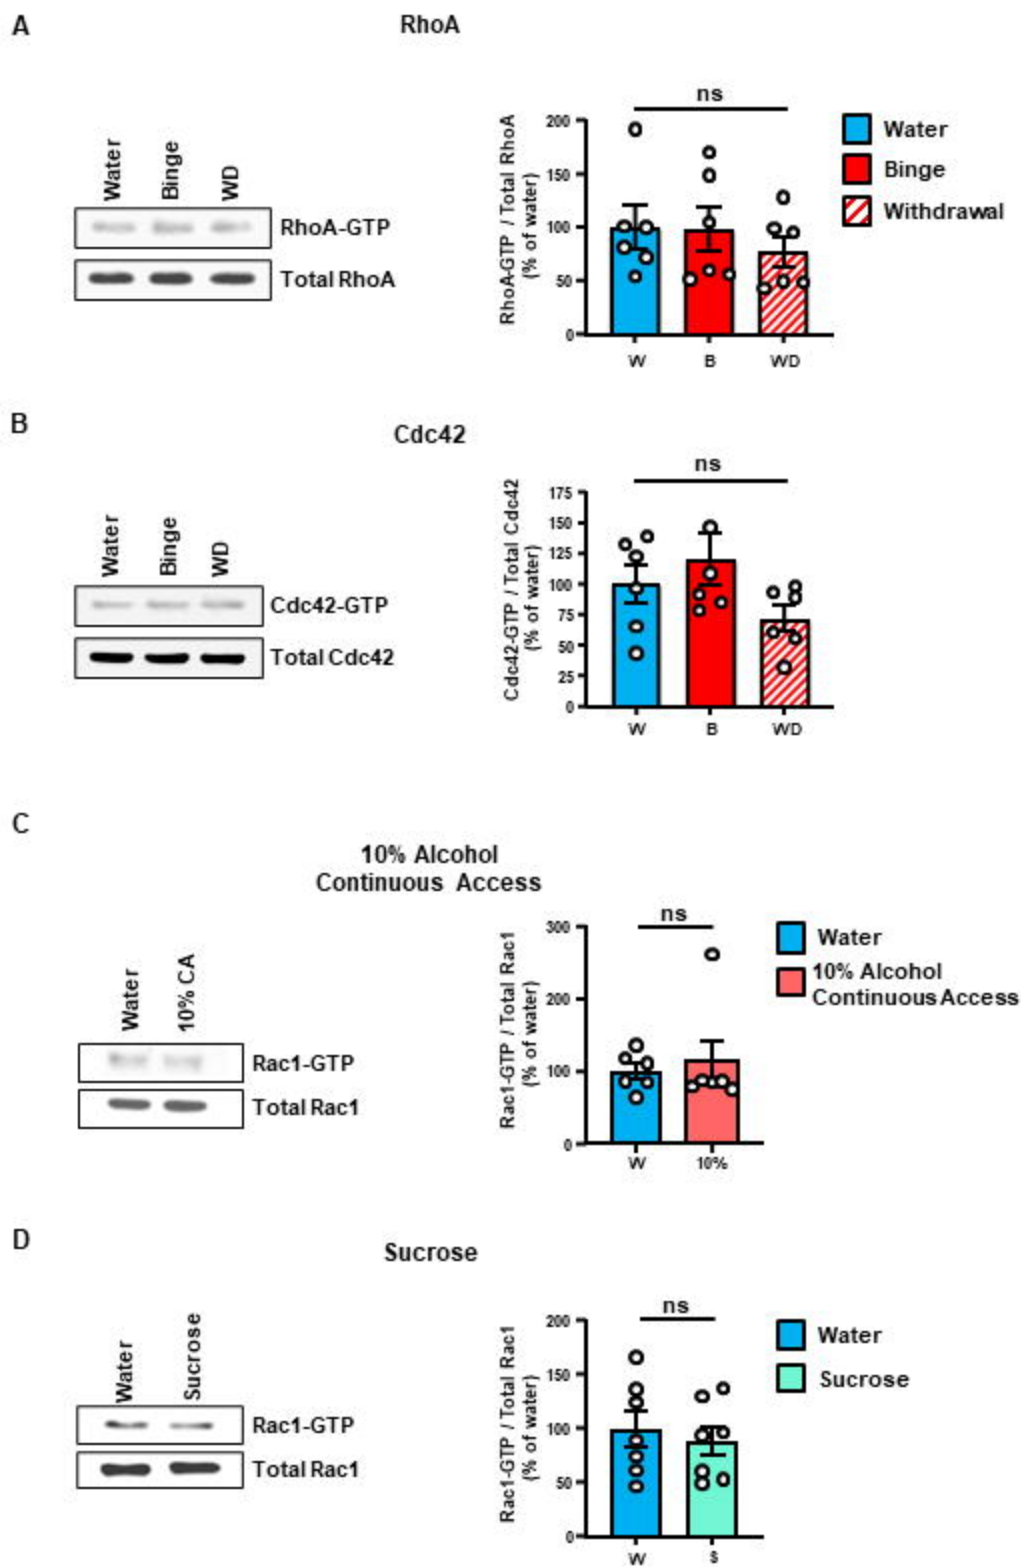 A
RhoA
Water
Binge
WD
RhoA-GTP
Total RhoA
RhoA-GTP / Total RhoA
(% of water)
200
150
100
50
0
ns
W
B
WD
Water
Binge
Withdrawal
B
Cdc42
Water
Binge
WD
Cdc42-GTP
Total Cdc42
Cdc42-GTP / Total Cdc42
(% of water)
175
150
125
100
75
50
25
0
ns
W
B
WD
C
10% Alcohol
Continuous Access
Water
10% CA
Rac1-GTP
Total Rac1
Rac1-GTP / Total Rac1
(% of water)
300
200
100
0
ns
W
10%
Water
10% Alcohol
Continuous Access
D
Sucrose
Water
Sucrose
Rac1-GTP
Total Rac1
Rac1-GTP / Total Rac1
(% of water)
200
150
100
50
0
ns
W
S
Water
Sucrose